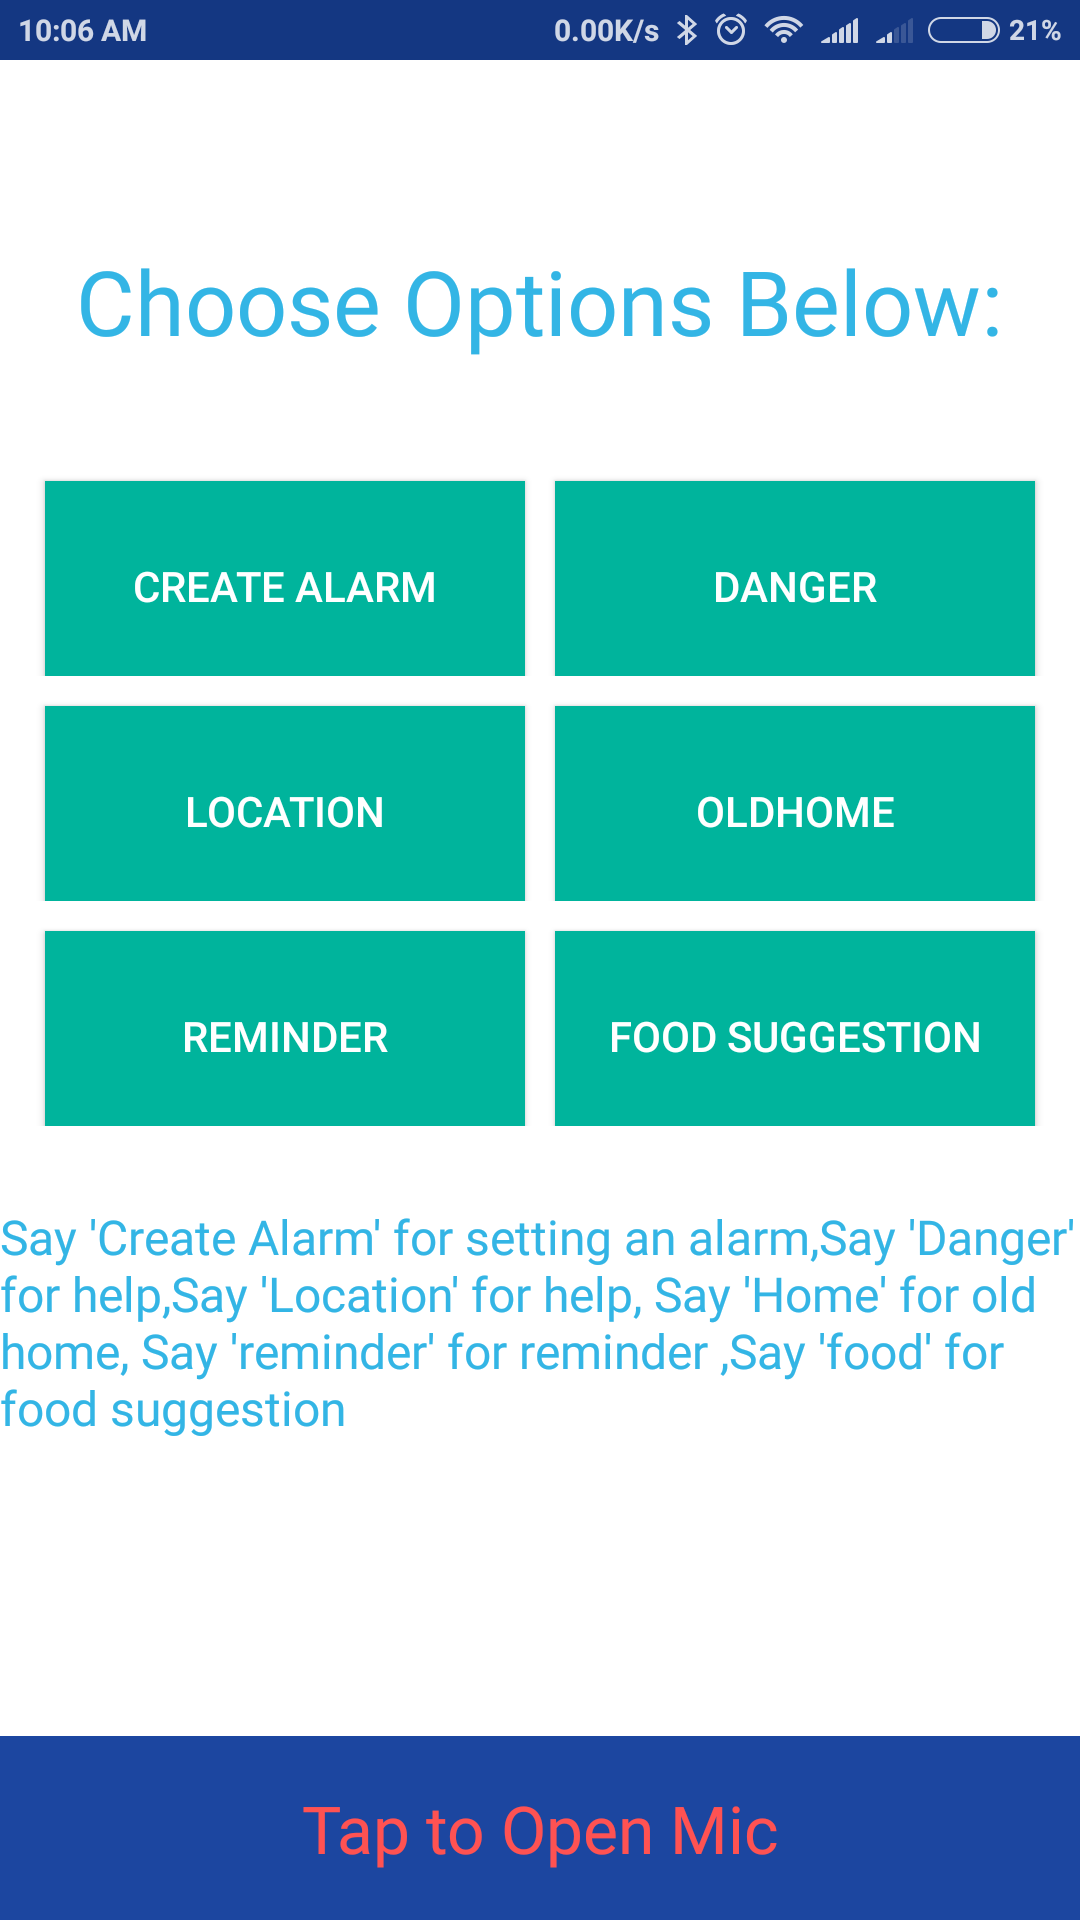 10:06 AM 0.00K/s 21%
Choose Options Below:
CREATE ALARM DANGER
LOCATION OLDHOME
REMINDER FOOD SUGGESTION
Say 'Create Alarm' for setting an alarm,Say 'Danger'
for help,Say 'Location' for help, Say 'Home' for old
home, Say 'reminder' for reminder ,Say 'food' for
food suggestion
Tap to Open Mic